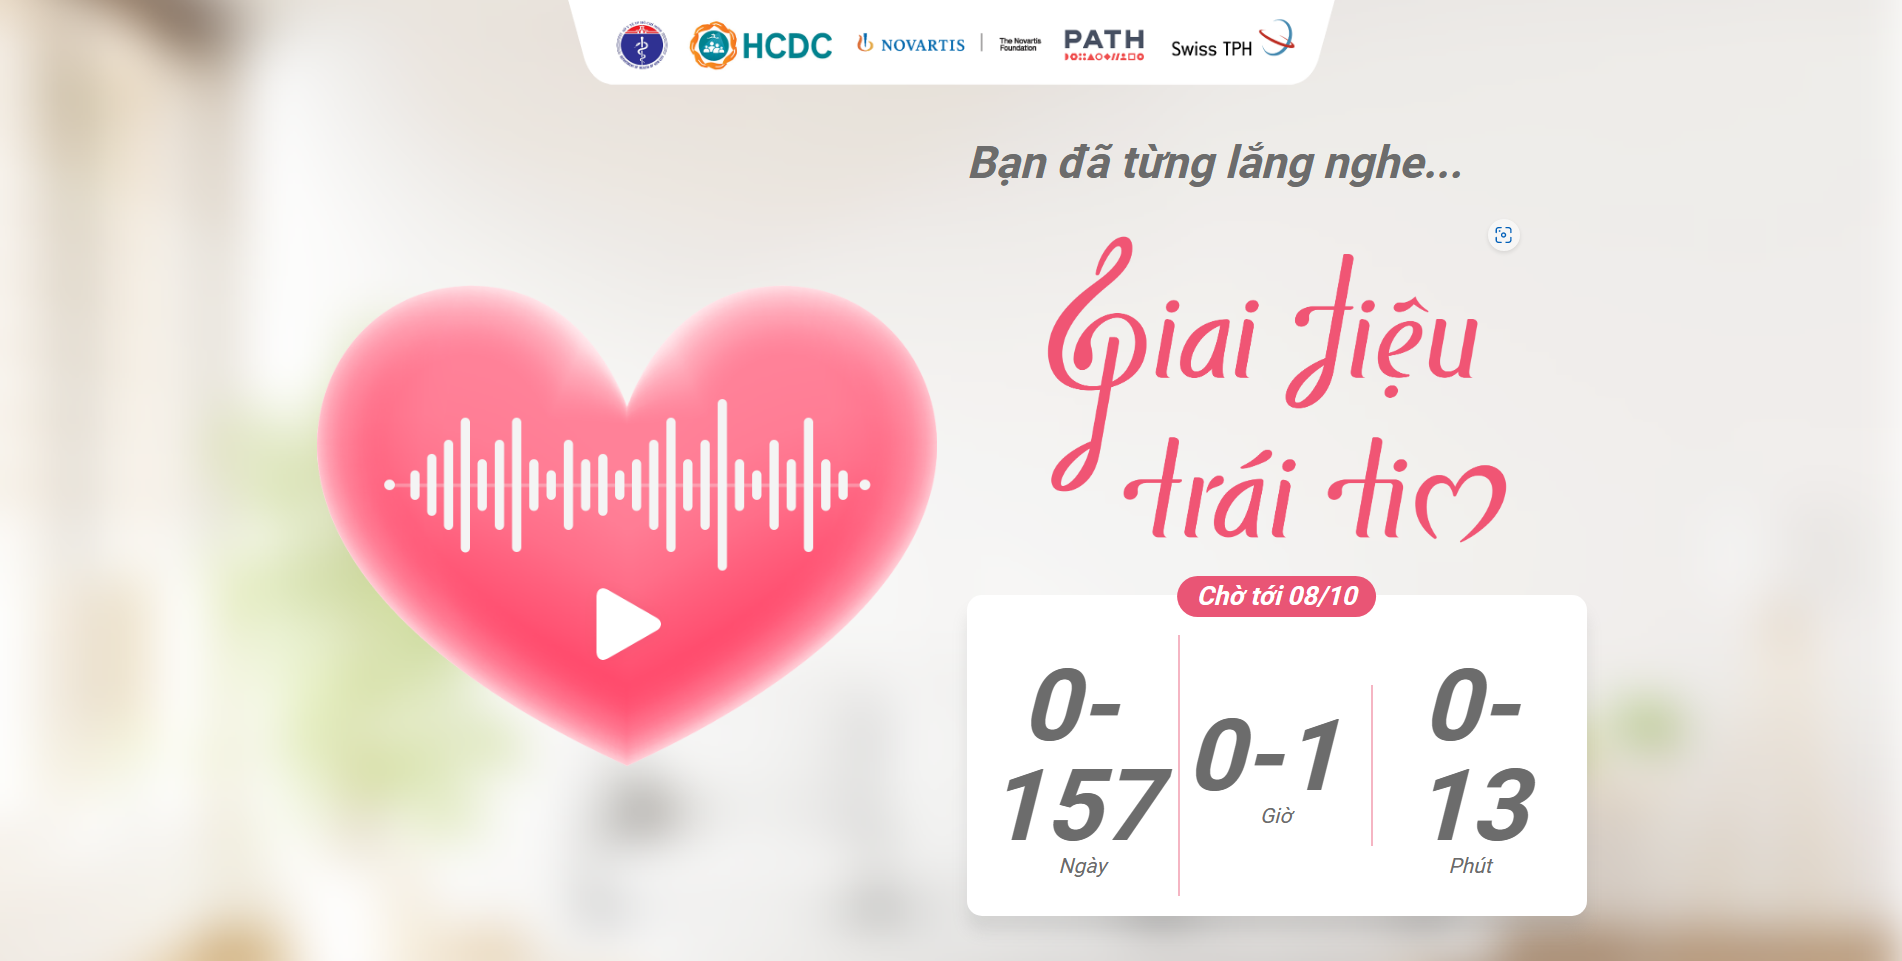 HCDC
NOVARTIS
The Novartis
Foundation
PATH
Swiss TPH
Bạn đã từng lắng nghe...
Giai điệu
trái tim
Chờ tới 08/10
0-
157
Ngày
0-1
Giờ
0-
13
Phút